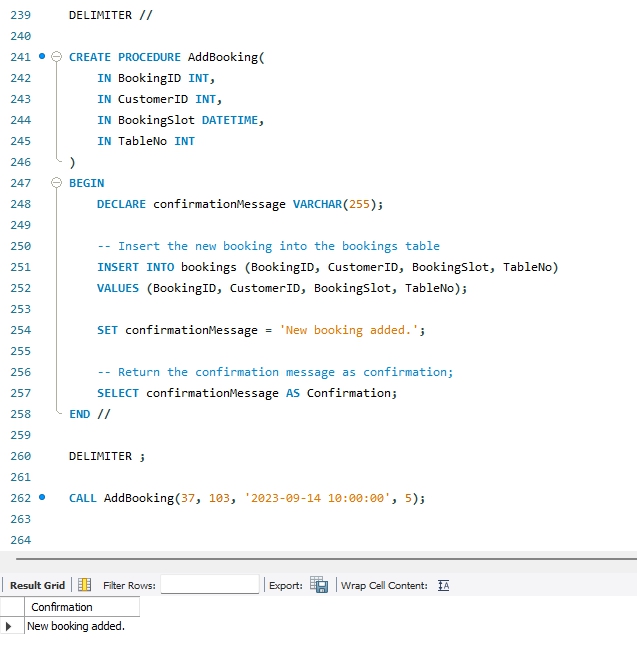 239 DELIMITER //
240
241 CREATE PROCEDURE AddBooking(
242 IN BookingID INT,
243 IN CustomerID INT,
244 IN BookingSlot DATETIME,
245 IN TableNo INT
246 )
247 BEGIN
248 DECLARE confirmationMessage VARCHAR(255);
249
250 -- Insert the new booking into the bookings table
251 INSERT INTO bookings (BookingID, CustomerID, BookingSlot, TableNo)
252 VALUES (BookingID, CustomerID, BookingSlot, TableNo);
253
254 SET confirmationMessage = 'New booking added.';
255
256 -- Return the confirmation message as confirmation;
257 SELECT confirmationMessage AS Confirmation;
258 END //
259
260 DELIMITER ;
261
262 CALL AddBooking(37, 103, '2023-09-14 10:00:00', 5);
263
264
Result Grid Filter Rows: Export: Wrap Cell Content: IA
Confirmation
New booking added.